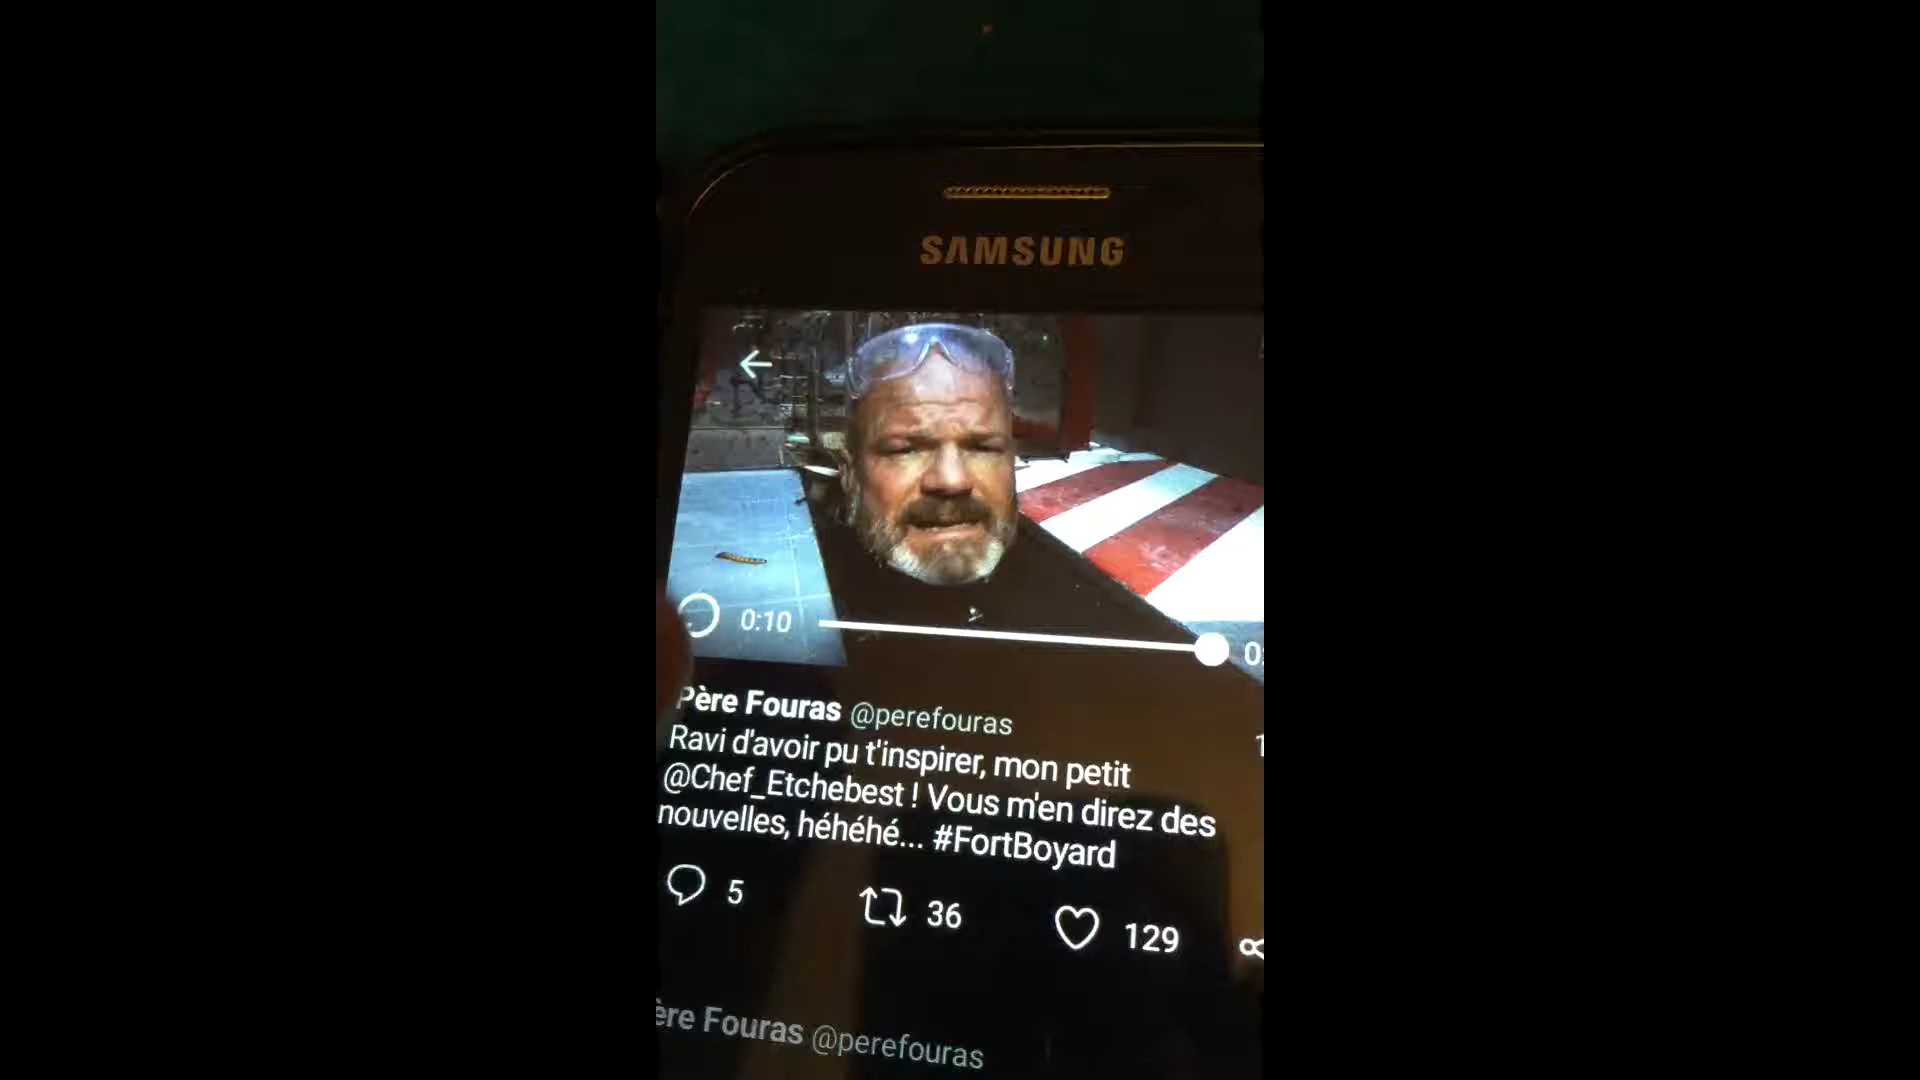 SAMSUNG
0:10
Père Fouras @perefouras
Ravi d'avoir pu t'inspirer, mon petit
@Chef_Etchebest ! Vous m'en direz des
nouvelles, héhéhé... #FortBoyard
5 36 129
ère Fouras @perefouras